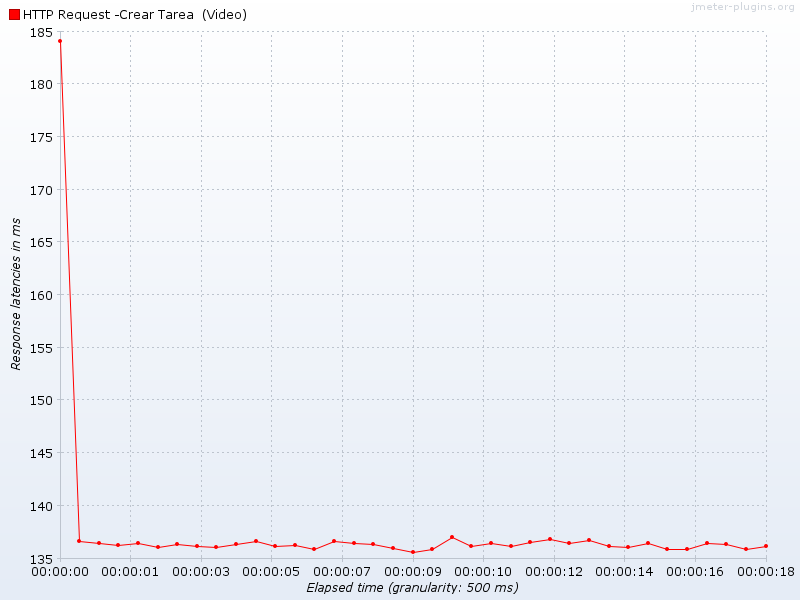 HTTP Request -Crear Tarea  (Video)
jmeter-plugins.org
185
180
175
170
165
160
155
150
145
140
135
Response latencies in ms
00:00:00 00:00:01 00:00:03 00:00:05 00:00:07 00:00:09 00:00:10 00:00:12 00:00:14 00:00:16 00:00:18
Elapsed time (granularity: 500 ms)